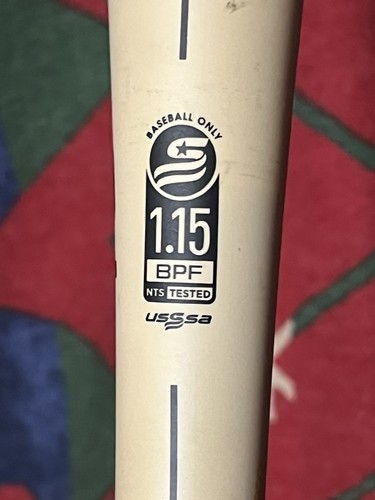 BASEBALL ONLY
1.15
BPF
NTS TESTED
usssa